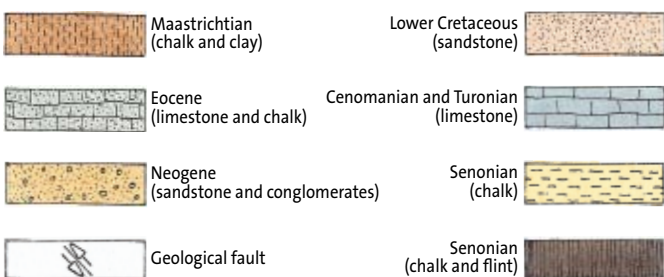 Maastrichtian
(chalk and clay)
Eocene
(limestone and chalk)
Neogene
(sandstone and conglomerates)
Geological fault
Lower Cretaceous
(sandstone)
Cenomanian and Turonian
(limestone)
Senonian
(chalk)
Senonian
(chalk and flint)